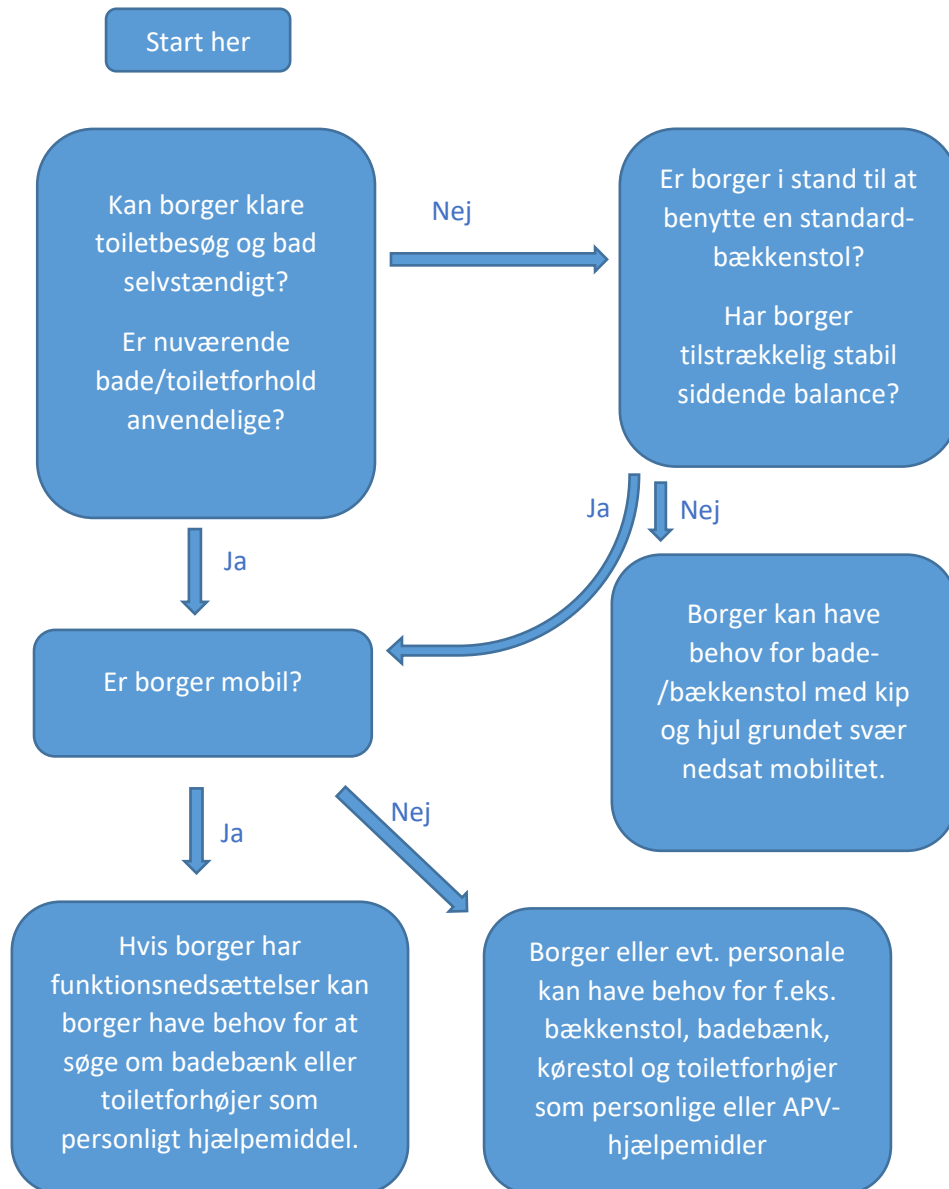 Start her
Kan borger klare
toiletbesøg og bad
selvstændigt?
Er nuværende
bade/toiletforhold
anvendelige?
Nej
Er borger i stand til at
benytte en standard-
bækkenstol?
Har borger
tilstrækkelig stabil
siddende balance?
Ja
Ja
Nej
Er borger mobil?
Borger kan have
behov for bade-
/bækkenstol med kip
og hjul grundet svær
nedsat mobilitet.
Ja
Nej
Hvis borger har
funktionsnedsættelser kan
borger have behov for at
søge om badebænk eller
toiletforhøjer som
personligt hjælpemiddel.
Borger eller evt. personale
kan have behov for f.eks.
bækkenstol, badebænk,
kørestol og toiletforhøjer
som personlige eller APV-
hjælpemidler